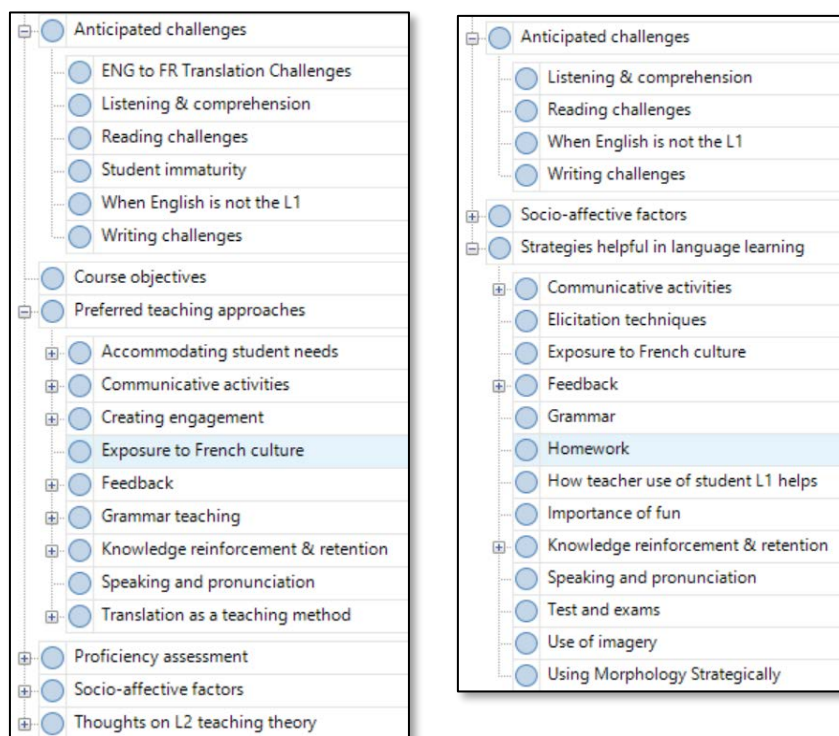 Anticipated challenges
ENG to FR Translation Challenges
Listening & comprehension
Reading challenges
Student immaturity
When English is not the L1
Writing challenges
Course objectives
Preferred teaching approaches
Accommodating student needs
Communicative activities
Creating engagement
Exposure to French culture
Feedback
Grammar teaching
Knowledge reinforcement & retention
Speaking and pronunciation
Translation as a teaching method
Proficiency assessment
Socio-affective factors
Thoughts on L2 teaching theory
Anticipated challenges
Listening & comprehension
Reading challenges
When English is not the L1
Writing challenges
Socio-affective factors
Strategies helpful in language learning
Communicative activities
Elicitation techniques
Exposure to French culture
Feedback
Grammar
Homework
How teacher use of student L1 helps
Importance of fun
Knowledge reinforcement & retention
Speaking and pronunciation
Test and exams
Use of imagery
Using Morphology Strategically